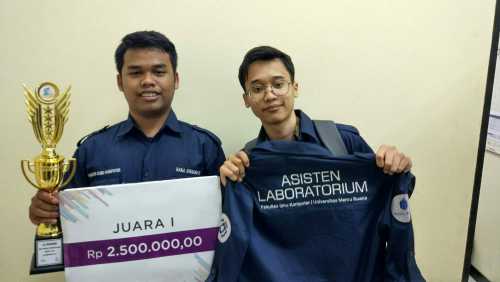 JUARA I
Rp 2.500.000,00
ASISTEN
LABORATORIUM
Fakultas Ilmu Komputer | Universitas Mercu Buana